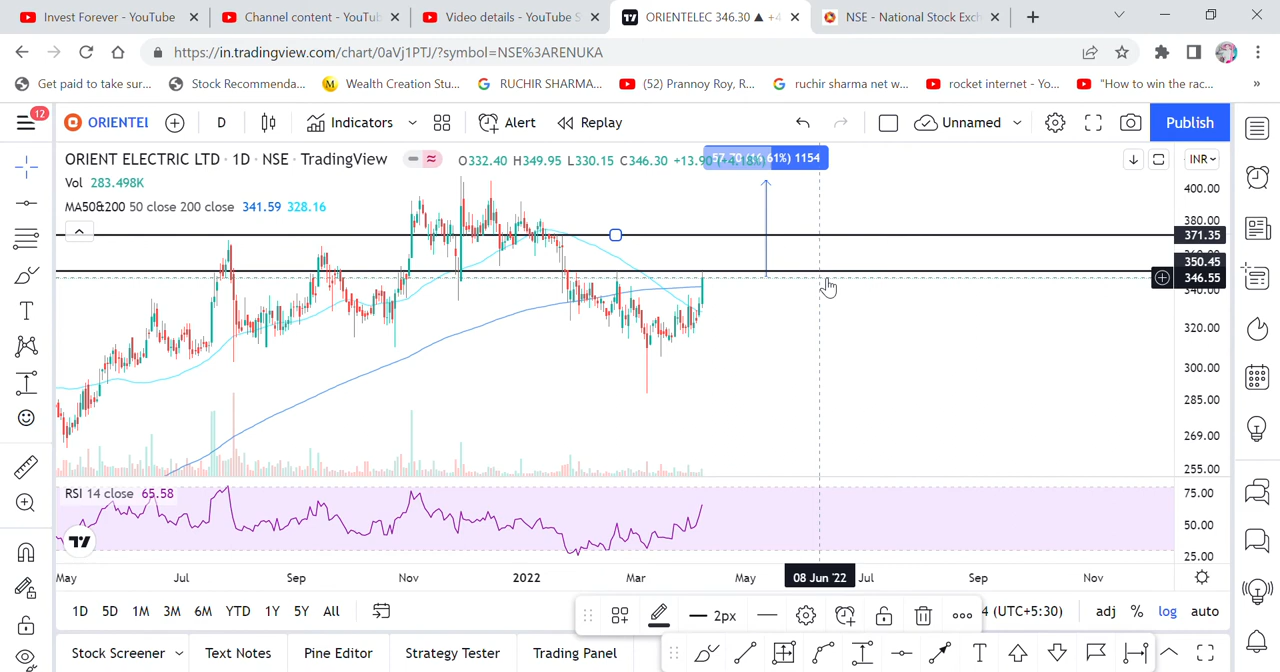 Invest Forever - YouTube
Channel content - YouTu
Video details - YouTube S
ORIENTELEC 346.30 ▲ +4
NSE - National Stock Exch
https://in.tradingview.com/chart/0aVj1PTJ/?symbol=NSE%3ARENUKA
Get paid to take sur...
Stock Recommenda...
Wealth Creation Stu...
RUCHIR SHARMA...
(52) Prannoy Roy, R...
ruchir sharma net w...
rocket internet - Yo...
"How to win the rac...
»
12
ORIENTEI
D
Indicators
Alert
Replay
Unnamed
Publish
ORIENT ELECTRIC LTD · 1D · NSE · TradingView
O332.40 H349.95 L330.15 C346.30 +13.90 (+4.18%)
61%) 1154
INR
Vol 283.498K
MA50&200 50 close 200 close 341.59 328.16
400.00
380.00
371.35
350.45
346.55
340.00
320.00
300.00
285.00
269.00
255.00
RSI 14 close 65.58
75.00
50.00
25.00
May
Jul
Sep
Nov
2022
Mar
May
08 Jun '22
Jul
Sep
Nov
1D 5D 1M 3M 6M YTD 1Y 5Y All
2px
4 (UTC+5:30)
adj % log auto
Stock Screener
Text Notes
Pine Editor
Strategy Tester
Trading Panel